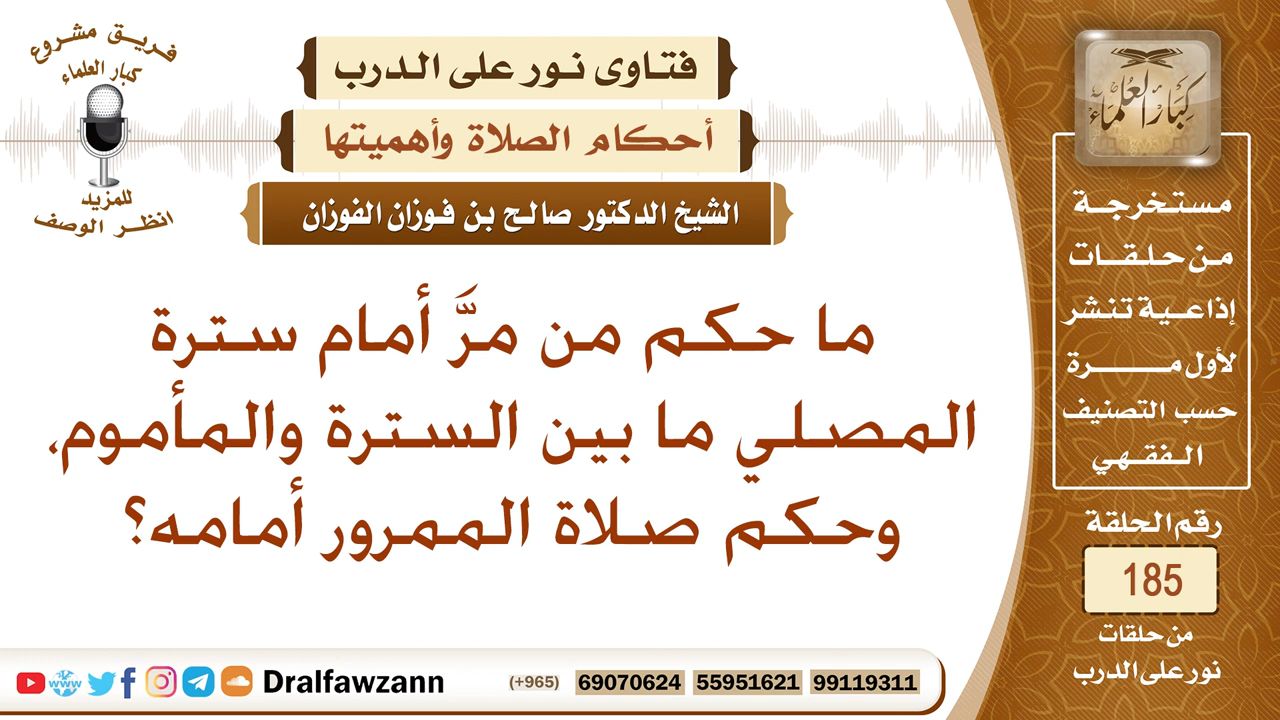 فريق مشروع
كبار العلماء
للمزيد
انظر الوصف
فتاوى نور على الدرب
أحكام الصلاة وأهميتها
الشيخ الدكتور صالح بن فوزان الفوزان
ما حكم من مرَّ أمام سترة
المصلي ما بين السترة والمأموم،
وحكم صلاة الممرور أمامه؟
كبار العلماء
مستخرجة
من حلقات
إذاعية تنشر
لأول مرة
حسب التصنيف
الفقهي
رقم الحلقة
185
من حلقات
نور على الدرب
www Dralfawzann (+965) 69070624 55951621 99119311